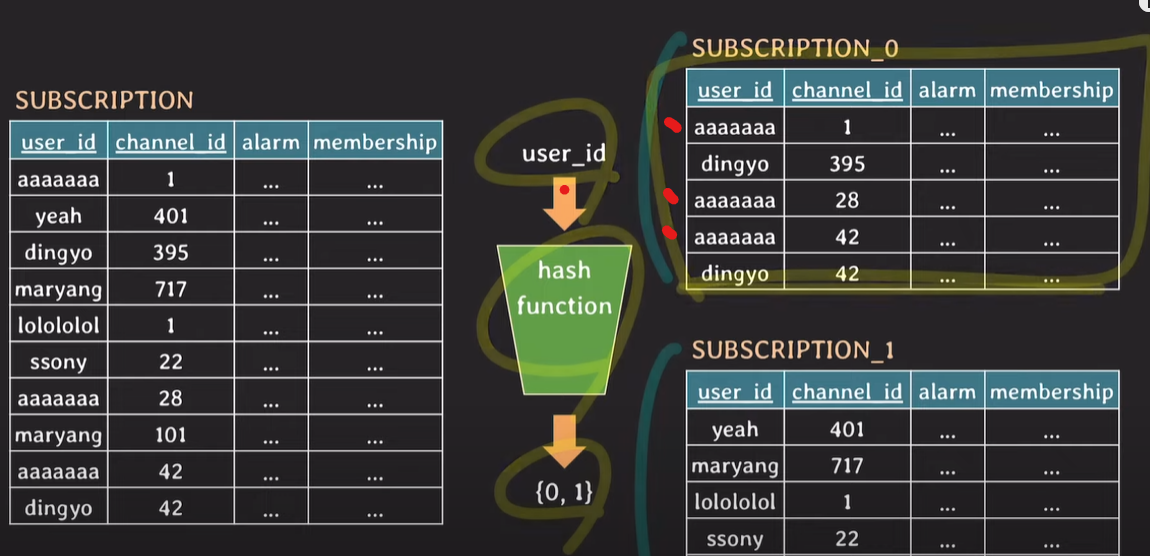 SUBSCRIPTION
user_id channel_id alarm membership
aaaaaaa 1 ... ...
yeah 401 ... ...
dingyo 395 ... ...
maryang 717 ... ...
lolololol 1 ... ...
ssony 22 ... ...
aaaaaaa 28 ... ...
maryang 101 ... ...
aaaaaaa 42 ... ...
dingyo 42 ... ...
user_id
hash
function
{0, 1}
SUBSCRIPTION_0
user_id channel_id alarm membership
aaaaaaa 1 ... ...
dingyo 395 ... ...
aaaaaaa 28 ... ...
aaaaaaa 42 ... ...
dingyo 42 ... ...
SUBSCRIPTION_1
user_id channel_id alarm membership
yeah 401 ... ...
maryang 717 ... ...
lolololol 1 ... ...
ssony 22 ... ...